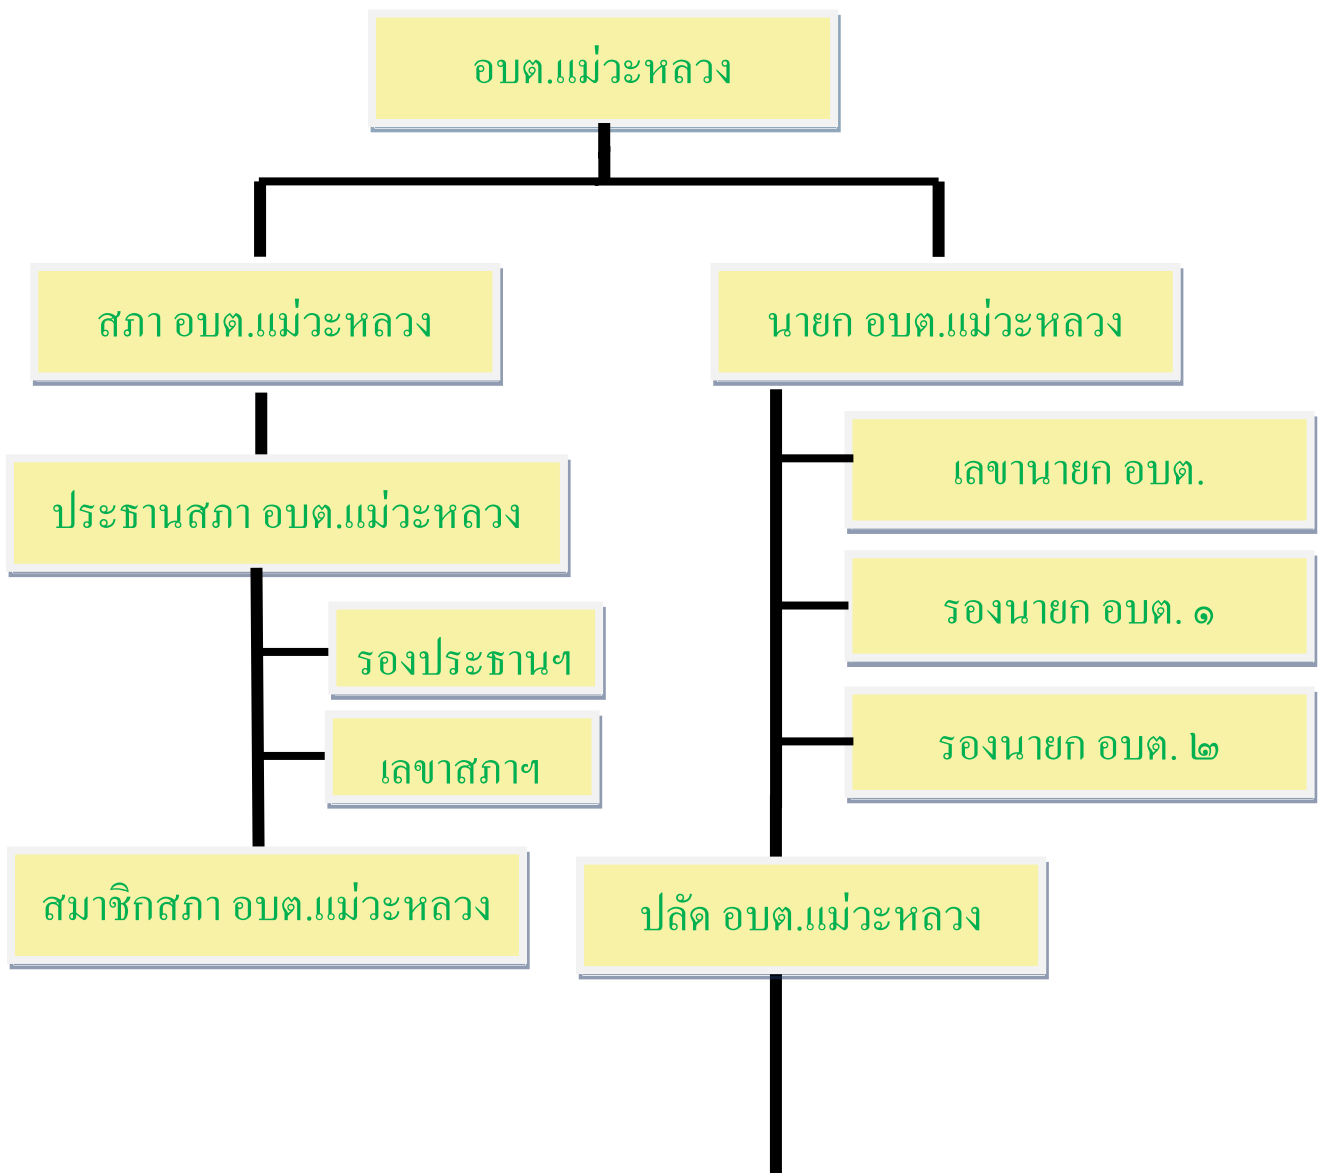 อบต.แม่วะหลวง
สภา อบต.แม่วะหลวง
นายก อบต.แม่วะหลวง
ประธานสภา อบต.แม่วะหลวง
รองประธานฯ
เลขาสภาฯ
สมาชิกสภา อบต.แม่วะหลวง
เลขานายก อบต.
รองนายก อบต. ๑
รองนายก อบต. ๒
ปลัด อบต.แม่วะหลวง